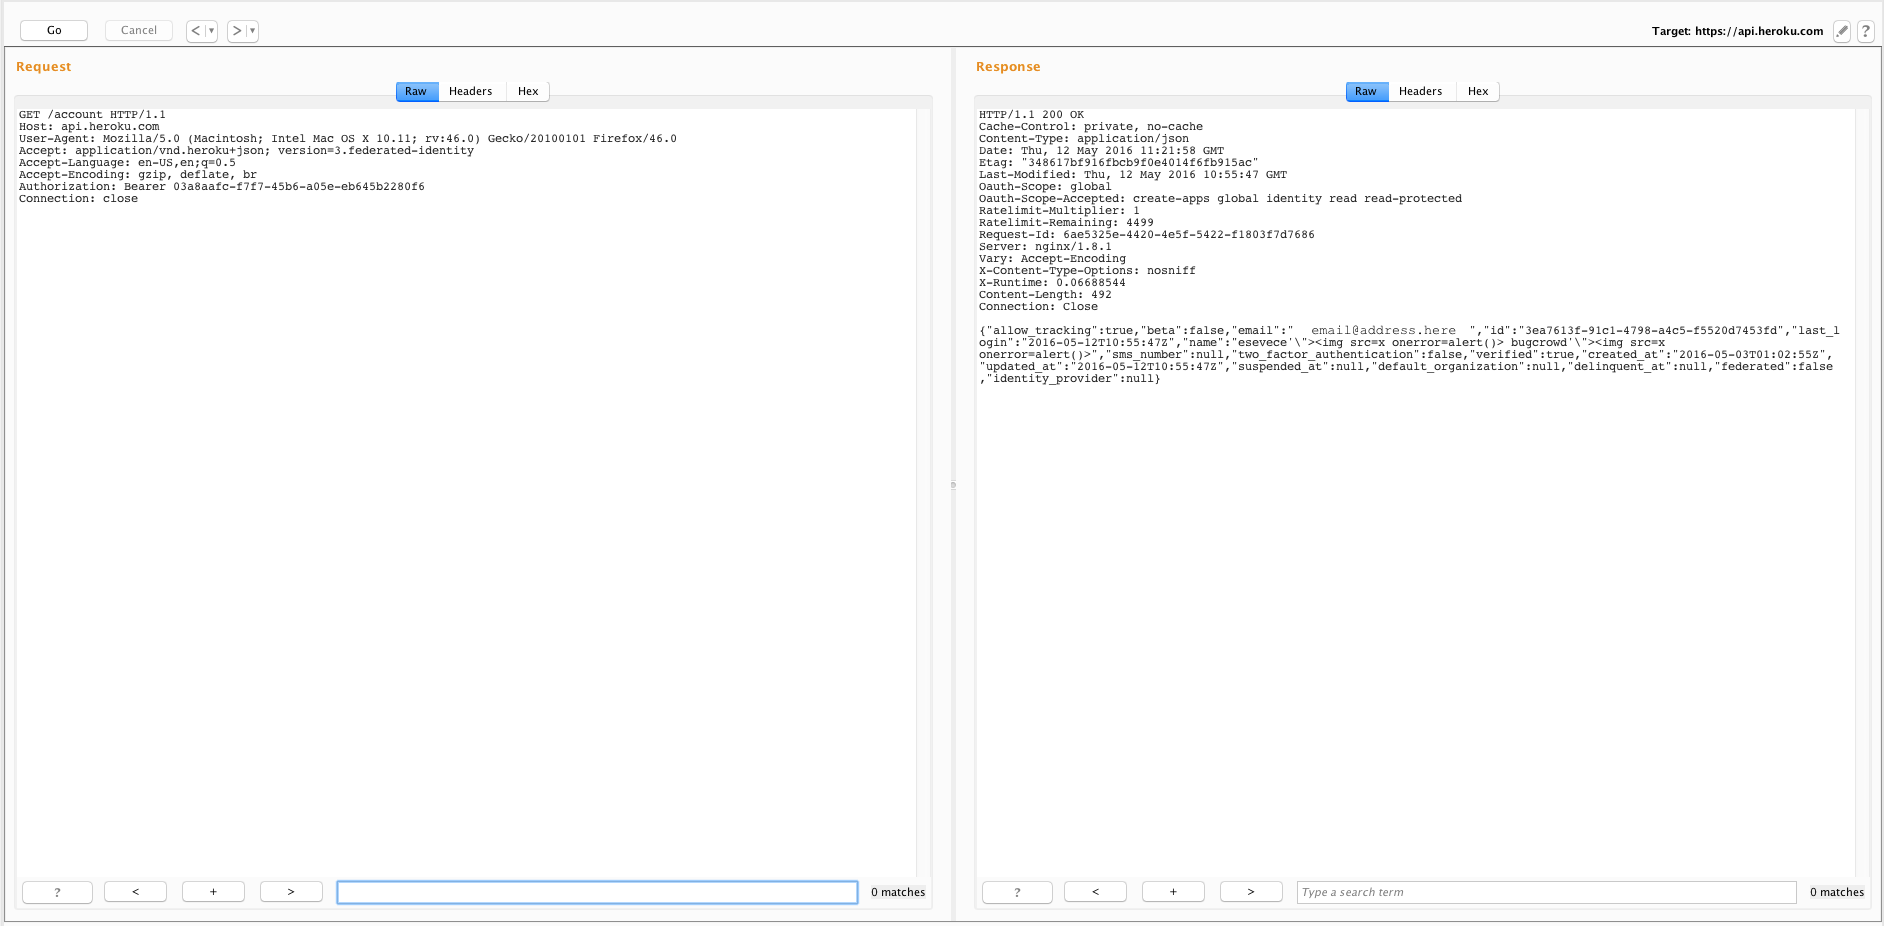 Go Cancel < > Target: https://api.heroku.com ?
Request
Raw Headers Hex
GET /account HTTP/1.1
Host: api.heroku.com
User-Agent: Mozilla/5.0 (Macintosh; Intel Mac OS X 10.11; rv:46.0) Gecko/20100101 Firefox/46.0
Accept: application/vnd.heroku+json; version=3.federated-identity
Accept-Language: en-US,en;q=0.5
Accept-Encoding: gzip, deflate, br
Authorization: Bearer 03a8aafc-f7f7-45b6-a05e-eb645b2280f6
Connection: close
? < + > 0 matches
Response
Raw Headers Hex
HTTP/1.1 200 OK
Cache-Control: private, no-cache
Content-Type: application/json
Date: Thu, 12 May 2016 11:21:58 GMT
Etag: "348617bf916fbcb9f0e4014f6fb915ac"
Last-Modified: Thu, 12 May 2016 10:55:47 GMT
Oauth-Scope: global
Oauth-Scope-Accepted: create-apps global identity read read-protected
Ratelimit-Multiplier: 1
Ratelimit-Remaining: 4499
Request-Id: 6ae5325e-4420-4e5f-5422-f1803f7d7686
Server: nginx/1.8.1
Vary: Accept-Encoding
X-Content-Type-Options: nosniff
X-Runtime: 0.06688544
Content-Length: 492
Connection: Close
{"allow_tracking":true,"beta":false,"email":" email@address.here ","id":"3ea7613f-91c1-4798-a4c5-f5520d7453fd","last_l
ogin":"2016-05-12T10:55:47Z","name":"esevece'\"><img src=x onerror=alert()> bugcrowd'\"><img src=x
onerror=alert()>","sms_number":null,"two_factor_authentication":false,"verified":true,"created_at":"2016-05-03T01:02:55Z",
"updated_at":"2016-05-12T10:55:47Z","suspended_at":null,"default_organization":null,"delinquent_at":null,"federated":false
,"identity_provider":null}
? < + > Type a search term 0 matches